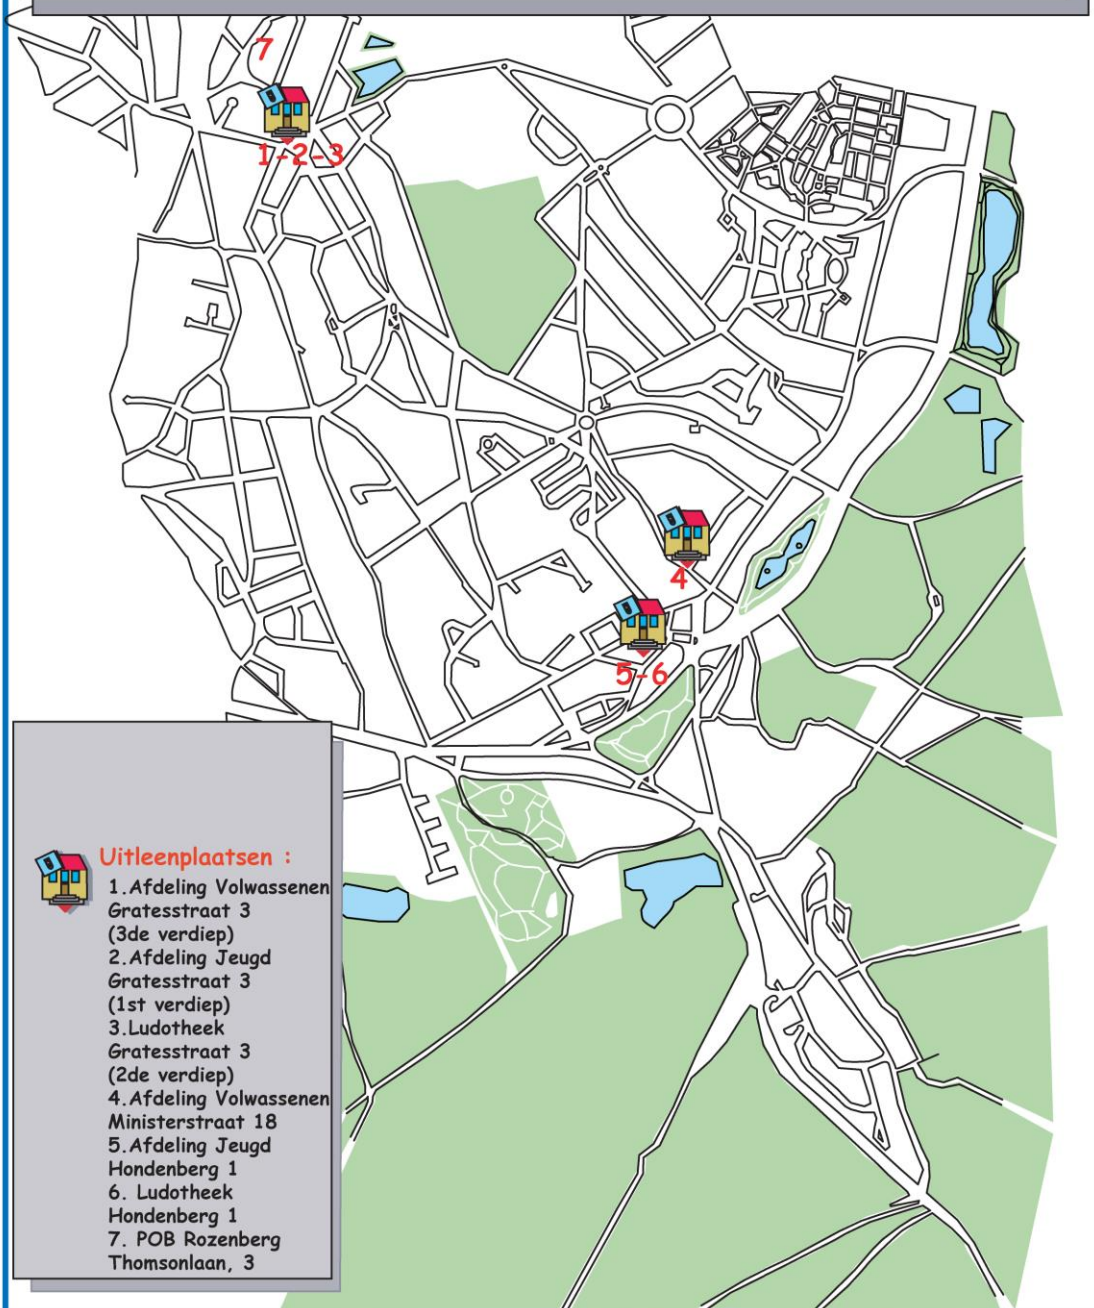 7
1-2-3
4
5-6
Uitleenplaatsen :
1.Afdeling Volwassenen
Gratesstraat 3
(3de verdiep)
2.Afdeling Jeugd
Gratesstraat 3
(1st verdiep)
3.Ludotheek
Gratesstraat 3
(2de verdiep)
4.Afdeling Volwassenen
Ministerstraat 18
5.Afdeling Jeugd
Hondenberg 1
6. Ludotheek
Hondenberg 1
7. POB Rozenberg
Thomsonlaan, 3